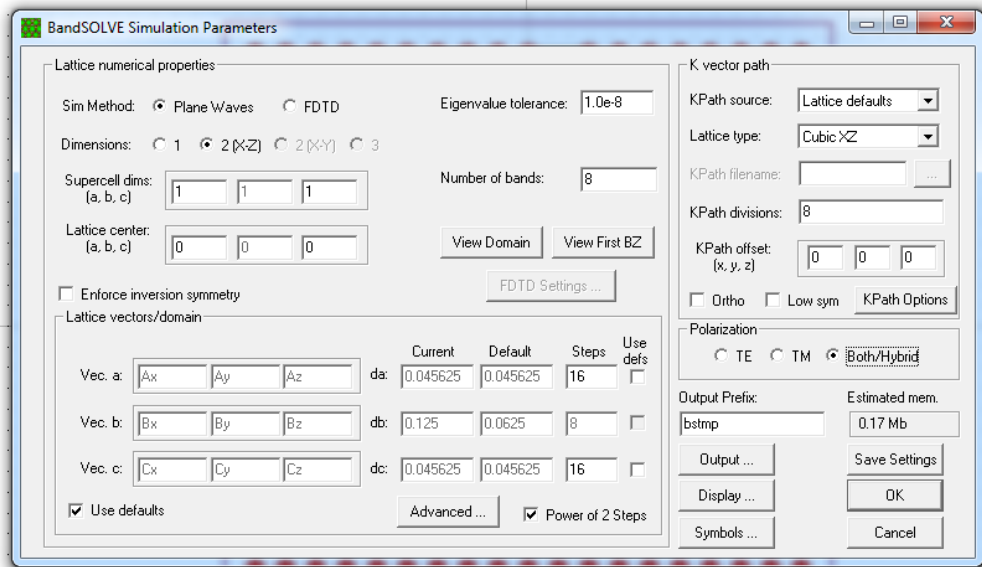 BandSOLVE Simulation Parameters
Lattice numerical properties
Sim Method: Plane Waves FDTD
Eigenvalue tolerance: 1.0e-8
Dimensions: 1 2 (X-Z) 2 (X-Y) 3
Supercell dims:
(a, b, c)
1 1 1
Number of bands: 8
Lattice center:
(a, b, c)
0 0 0
View Domain View First BZ
FDTD Settings ...
Enforce inversion symmetry
Lattice vectors/domain
Current Default Steps Use
defs
Vec. a: Ax Ay Az da: 0.045625 0.045625 16
Vec. b: Bx By Bz db: 0.125 0.0625 8
Vec. c: Cx Cy Cz dc: 0.045625 0.045625 16
Use defaults Advanced ... Power of 2 Steps
K vector path
KPath source: Lattice defaults
Lattice type: Cubic XZ
KPath filename: ...
KPath divisions: 8
KPath offset:
(x, y, z)
0 0 0
Ortho Low sym KPath Options
Polarization
TE TM Both/Hybrid
Output Prefix: Estimated mem.
bstmp 0.17 Mb
Output ... Save Settings
Display ... OK
Symbols ... Cancel